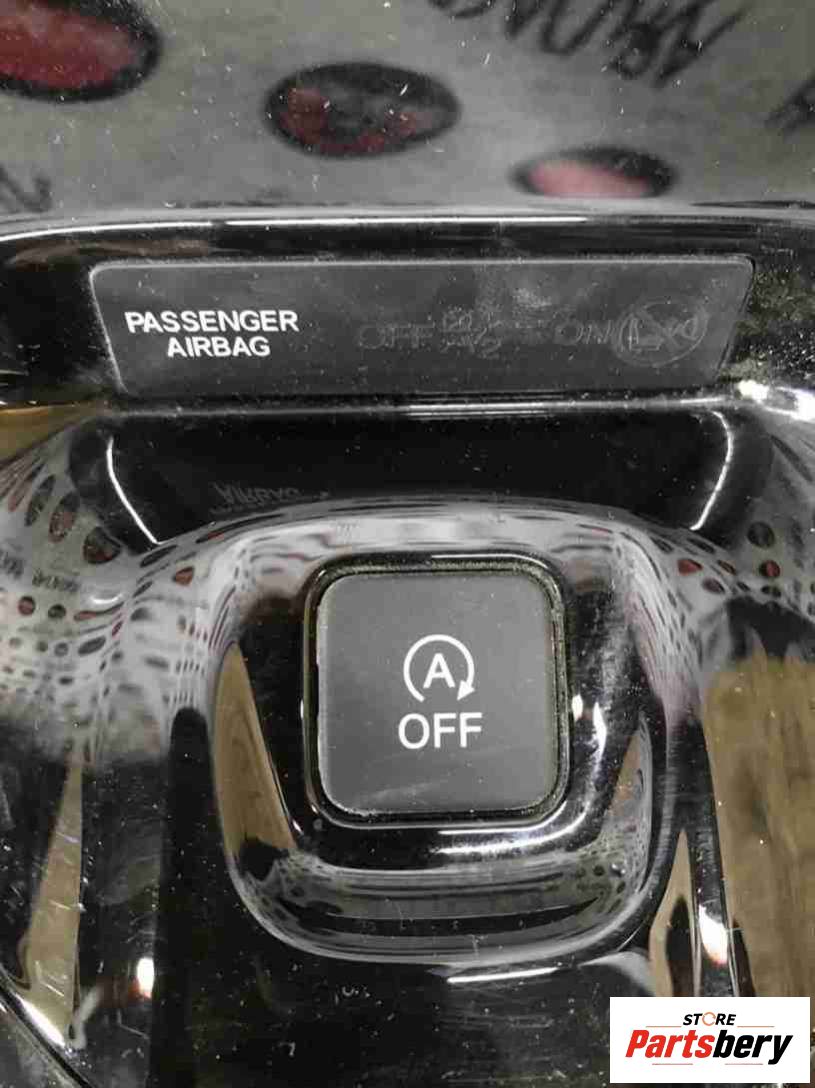 PASSENGER
AIRBAG
OFF
ON
A
OFF
STORE
Partsbery